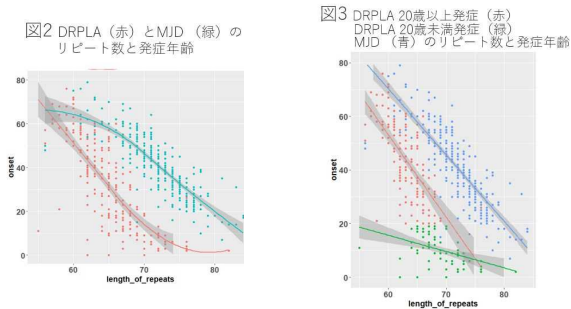 図2 DRPLA（赤）とMJD （緑）の
リピート数と発症年齢
80
60
40
20
0
onset
60
70
80
length_of_repeats
図3 DRPLA 20歳以上発症（赤）
DRPLA 20歳未満発症（緑）
MJD （青）のリピート数と発症年齢
80
60
40
20
0
onset
60
70
80
length_of_repeats